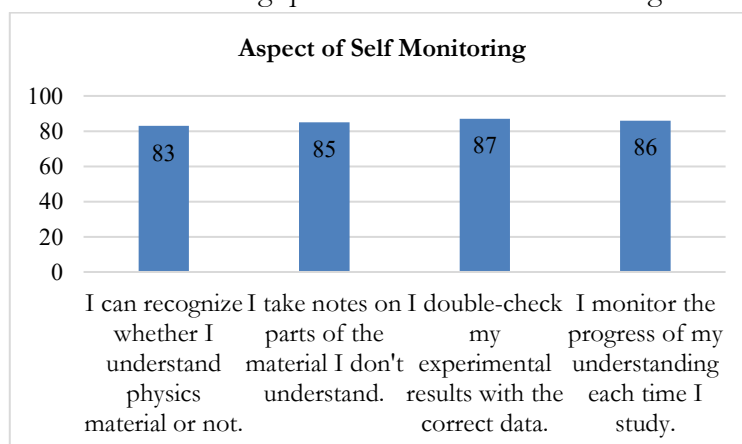 Aspect of Self Monitoring
100
80
60
40
20
0
83
85
87
86
I can recognize
whether I
understand
physics
material or not.
I take notes on
parts of the
material I don't
understand.
I double-check
my
experimental
results with the
correct data.
I monitor the
progress of my
understanding
each time I
study.